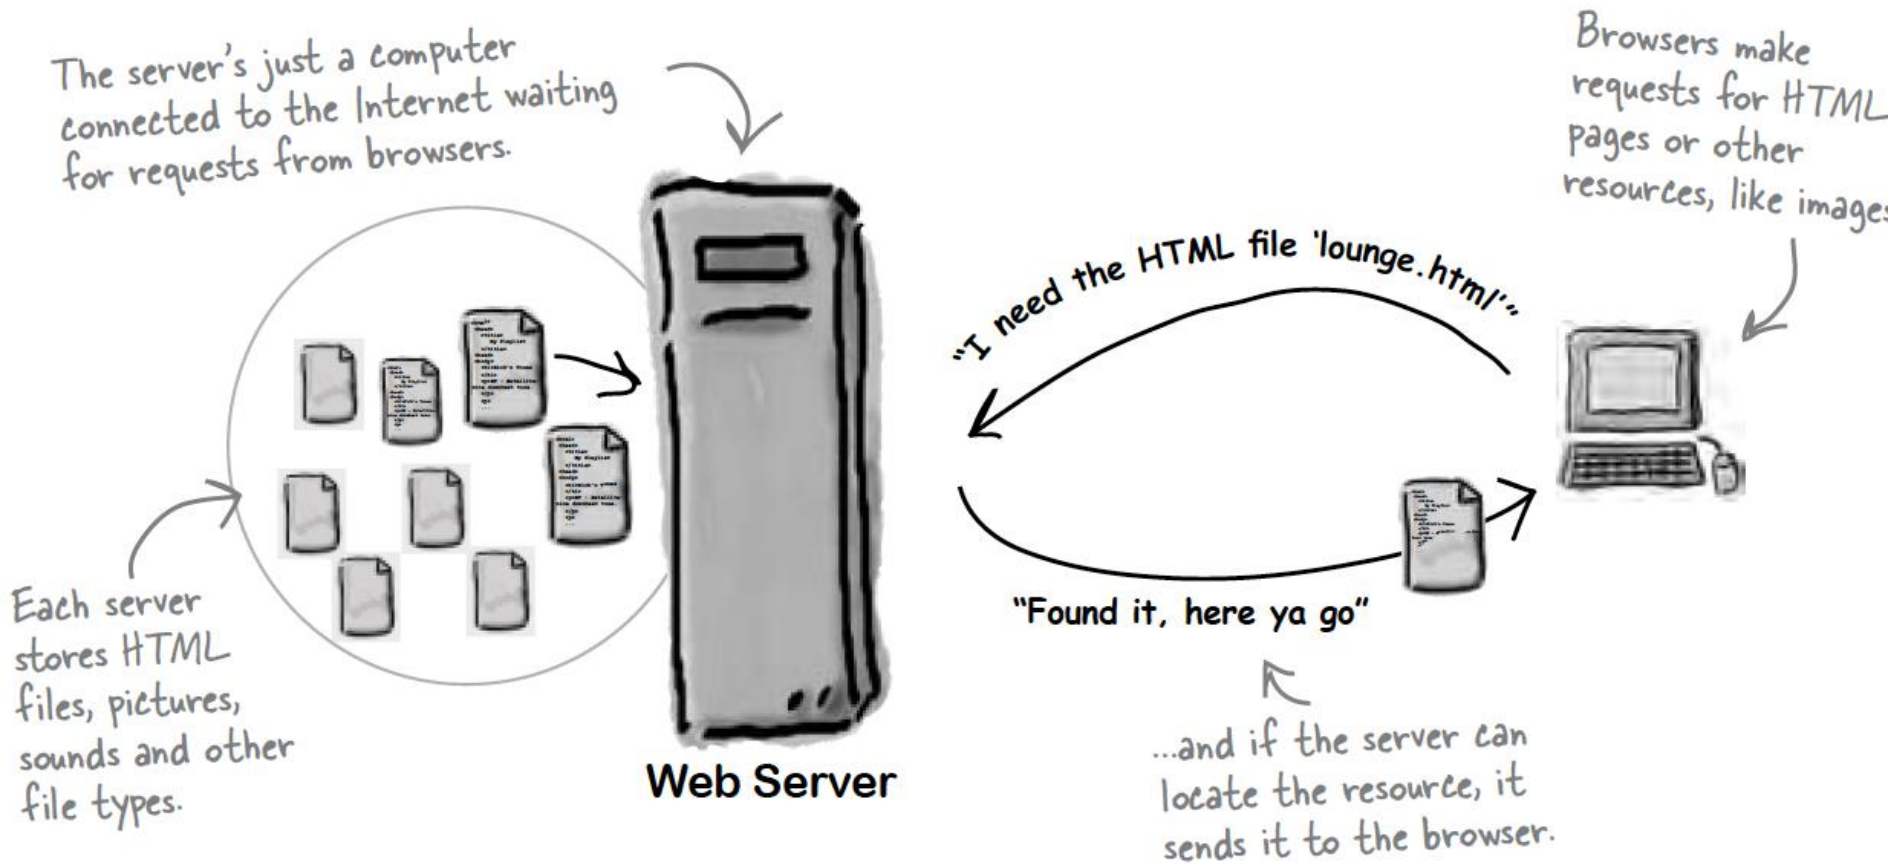 The server's just a computer
connected to the Internet waiting
for requests from browsers.
Browsers make
requests for HTML
pages or other
resources, like images
"I need the HTML file 'lounge.html'"
"Found it, here ya go"
Each server
stores HTML
files, pictures,
sounds and other
file types.
Web Server
...and if the server can
locate the resource, it
sends it to the browser.